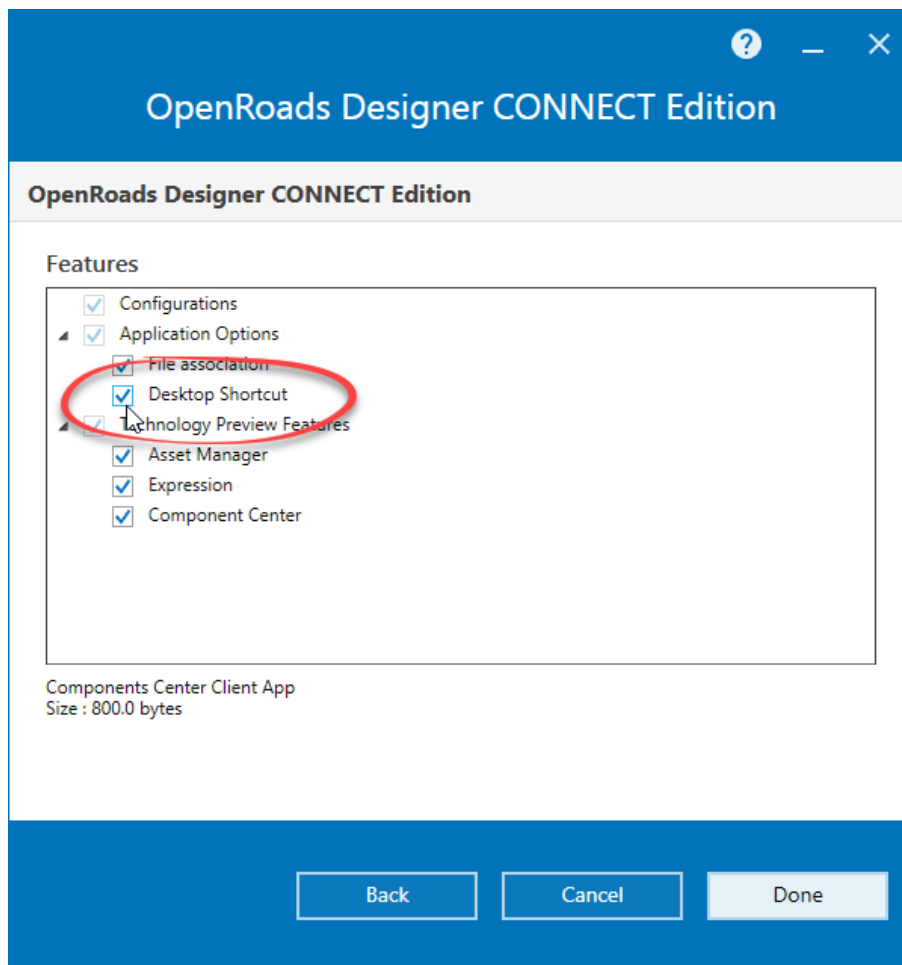 OpenRoads Designer CONNECT Edition
OpenRoads Designer CONNECT Edition
Features
Configurations
Application Options
File association
Desktop Shortcut
Technology Preview Features
Asset Manager
Expression
Component Center
Components Center Client App
Size : 800.0 bytes
Back
Cancel
Done